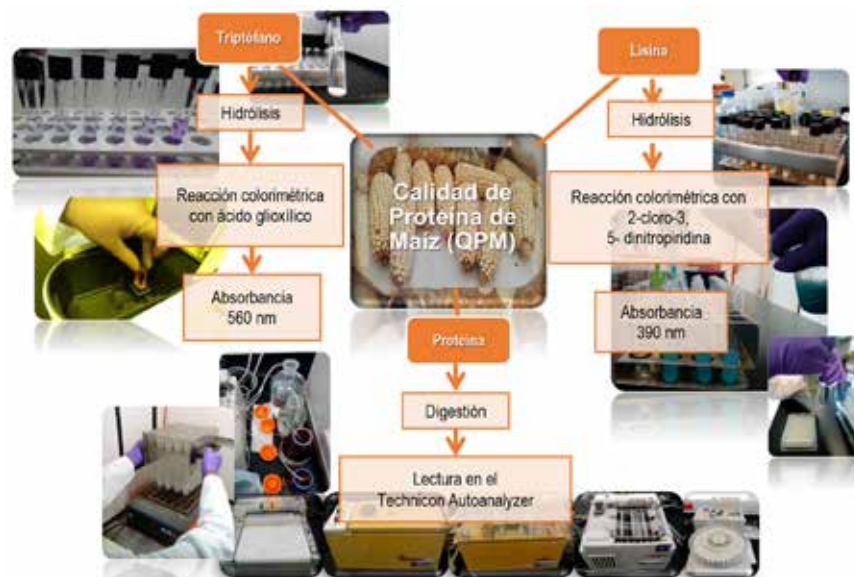 Triptófano
Hidrólisis
Reacción colorimétrica
con ácido glioxílico
Absorbancia
560 nm
Lisina
Hidrólisis
Reacción colorimétrica con
2-cloro-3,
5- dinitropiridina
Absorbancia
390 nm
Calidad de
Proteína de
Maíz (QPM)
Proteína
Digestión
Lectura en el
Technicon Autoanalyzer